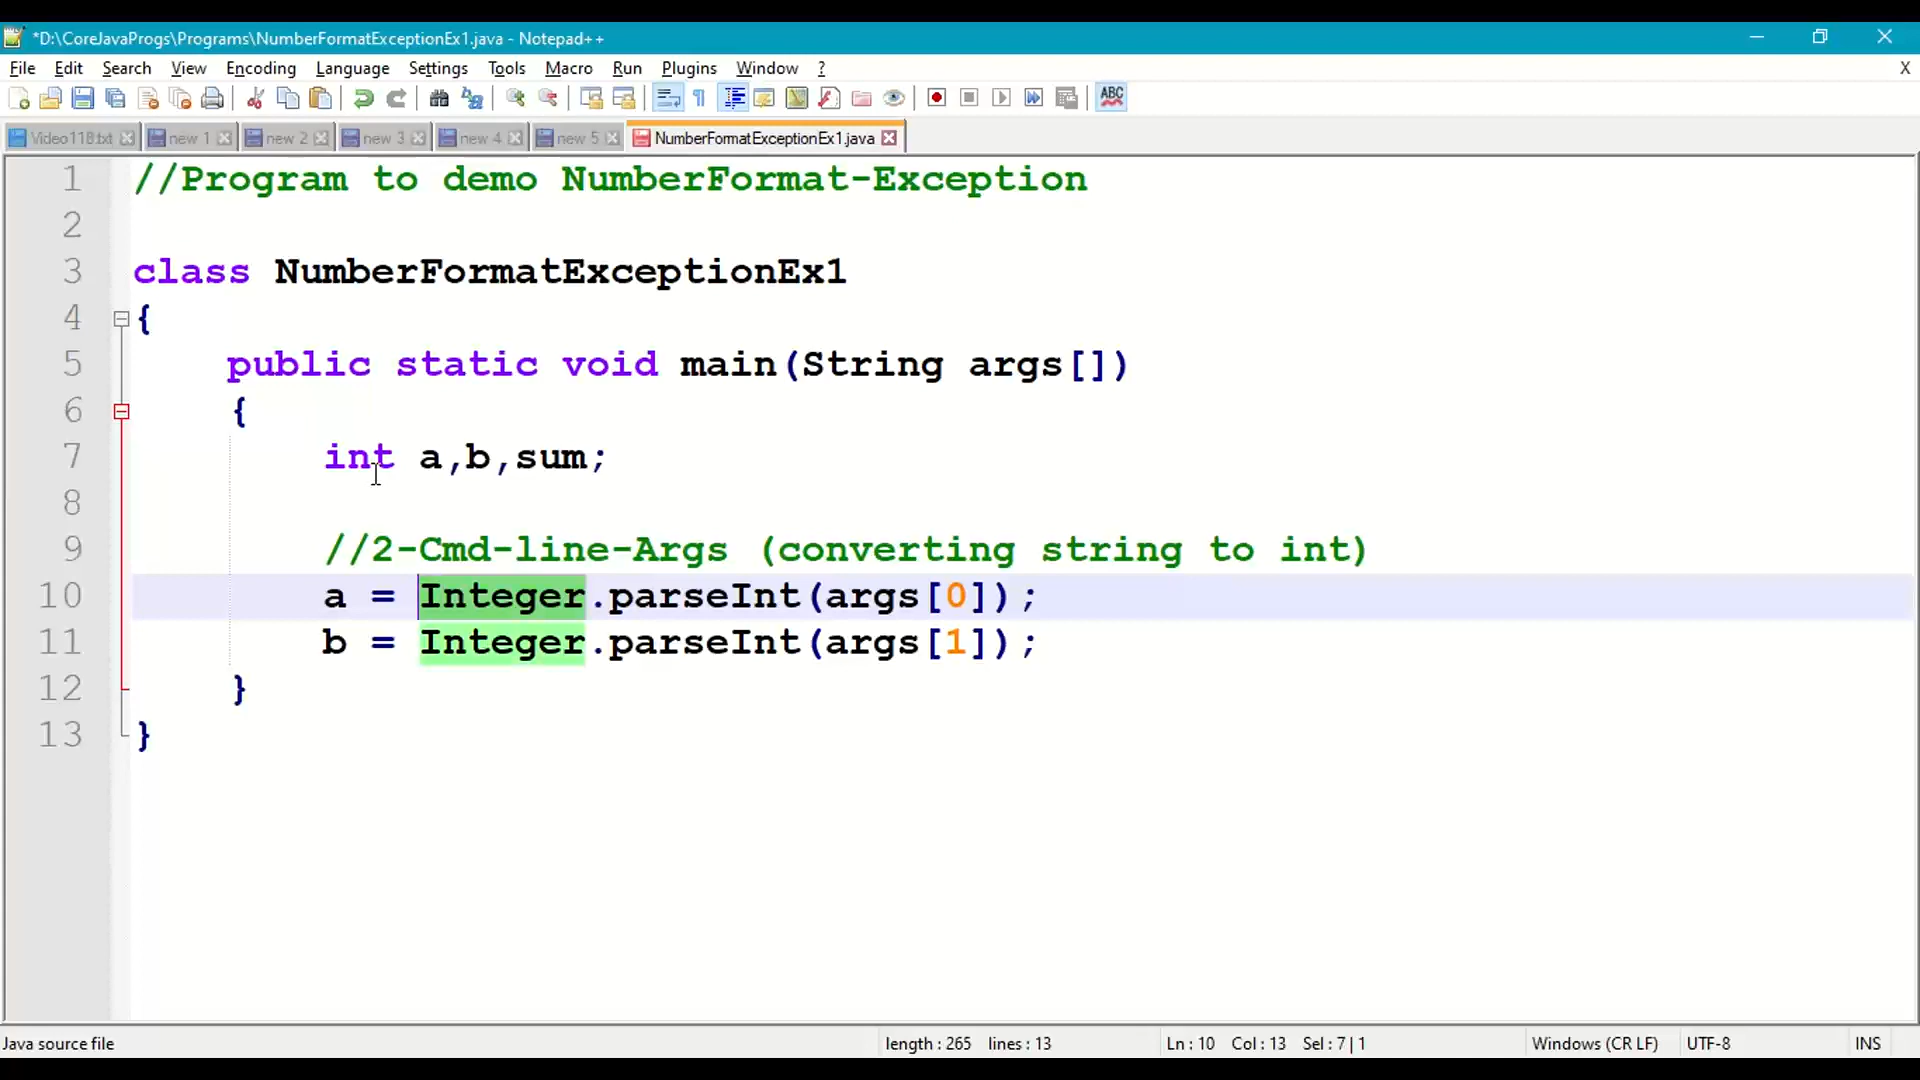 *D:\CoreJavaProgs\Programs\NumberFormatExceptionEx1.java - Notepad++
File Edit Search View Encoding Language Settings Tools Macro Run Plugins Window ? X
ABC
Video118.txt new 1 new 2 new 3 new 4 new 5 NumberFormatExceptionEx1.java
1 //Program to demo NumberFormat-Exception
2
3 class NumberFormatExceptionEx1
4 {
5 public static void main(String args[])
6 {
7 int a,b,sum;
8
9 //2-Cmd-line-Args (converting string to int)
10 a = Integer.parseInt(args[0]);
11 b = Integer.parseInt(args[1]);
12 }
13 }
Java source file length : 265 lines : 13 Ln : 10 Col : 13 Sel : 7 | 1 Windows (CR LF) UTF-8 INS